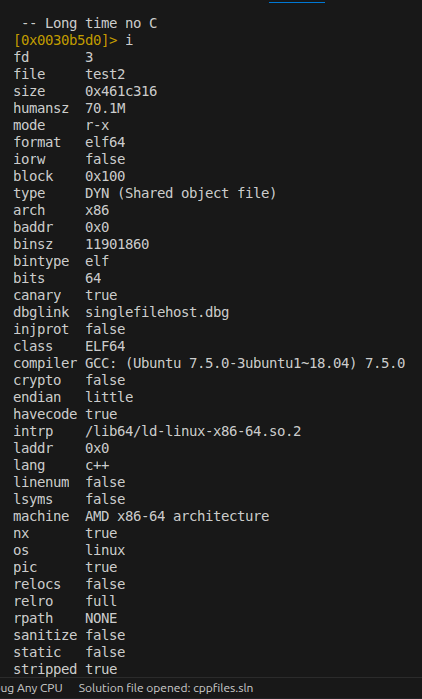 -- Long time no C
[0x0030b5d0]> i
fd       3
file     test2
size     0x461c316
humansz  70.1M
mode     r-x
format   elf64
iorw     false
block    0x100
type     DYN (Shared object file)
arch     x86
baddr    0x0
binsz    11901860
bintype  elf
bits     64
canary   true
dbglink  singlefilehost.dbg
injprot  false
class    ELF64
compiler GCC: (Ubuntu 7.5.0-3ubuntu1~18.04) 7.5.0
crypto   false
endian   little
havecode true
intrp    /lib64/ld-linux-x86-64.so.2
laddr    0x0
lang     c++
linenum  false
lsyms    false
machine  AMD x86-64 architecture
nx       true
os       linux
pic      true
relocs   false
relro    full
rpath    NONE
sanitize false
static   false
stripped true
ug Any CPU    Solution file opened: cppfiles.sln